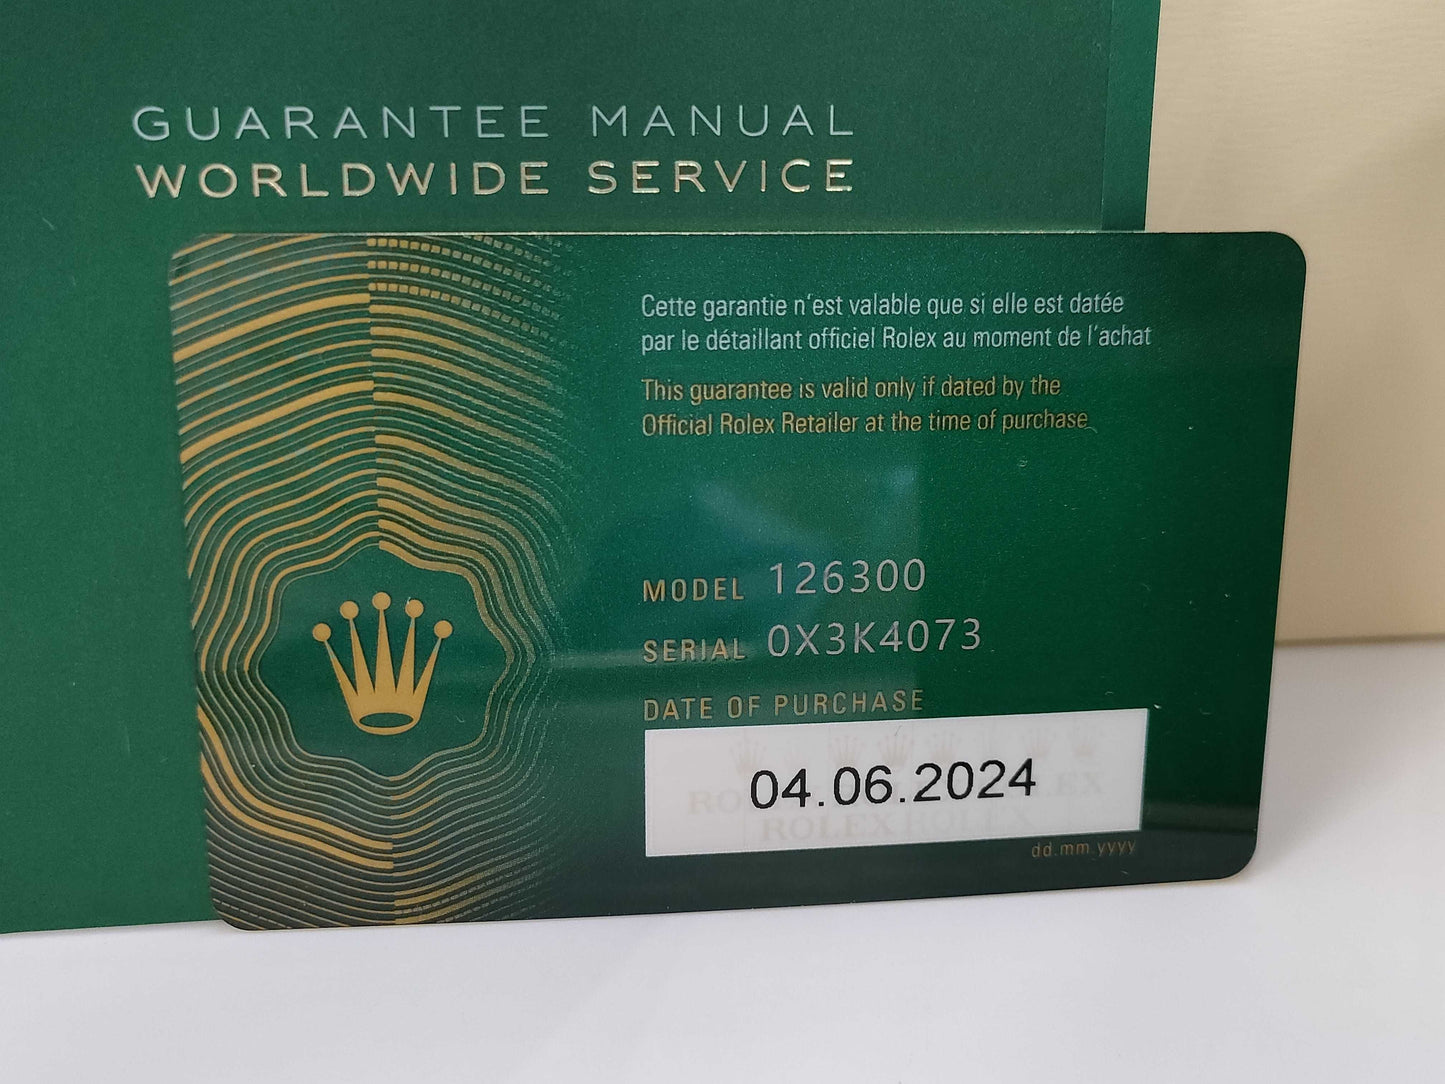 GUARANTEE MANUAL
WORLDWIDE SERVICE
Cette garantie n'est valable que si elle est datée
par le détaillant officiel Rolex au moment de l'achat
This guarantee is valid only if dated by the
Official Rolex Retailer at the time of purchase
MODEL 126300
SERIAL 0X3K4073
DATE OF PURCHASE
04.06.2024
ROLEX ROLEX
dd.mm.yyyy